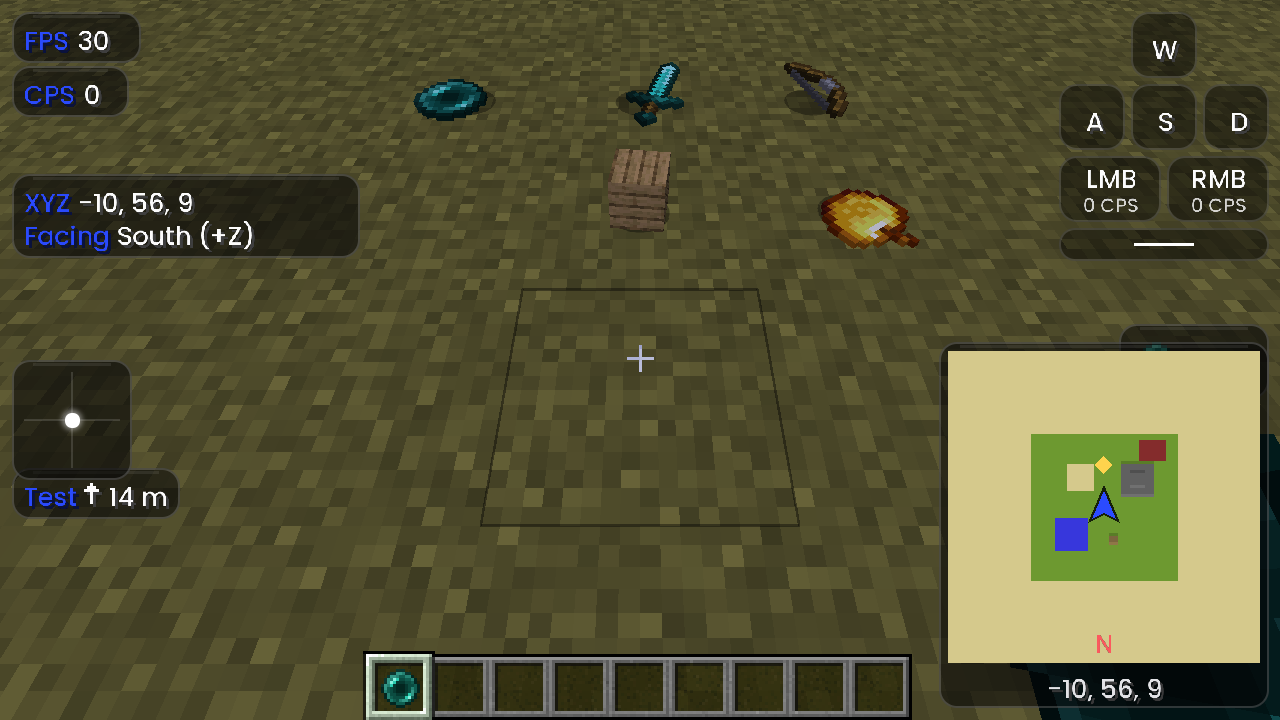 FPS 30
CPS 0
XYZ -10, 56, 9
Facing South (+Z)
Test 14 m
W
A
S
D
LMB
0 CPS
RMB
0 CPS
N
-10, 56, 9